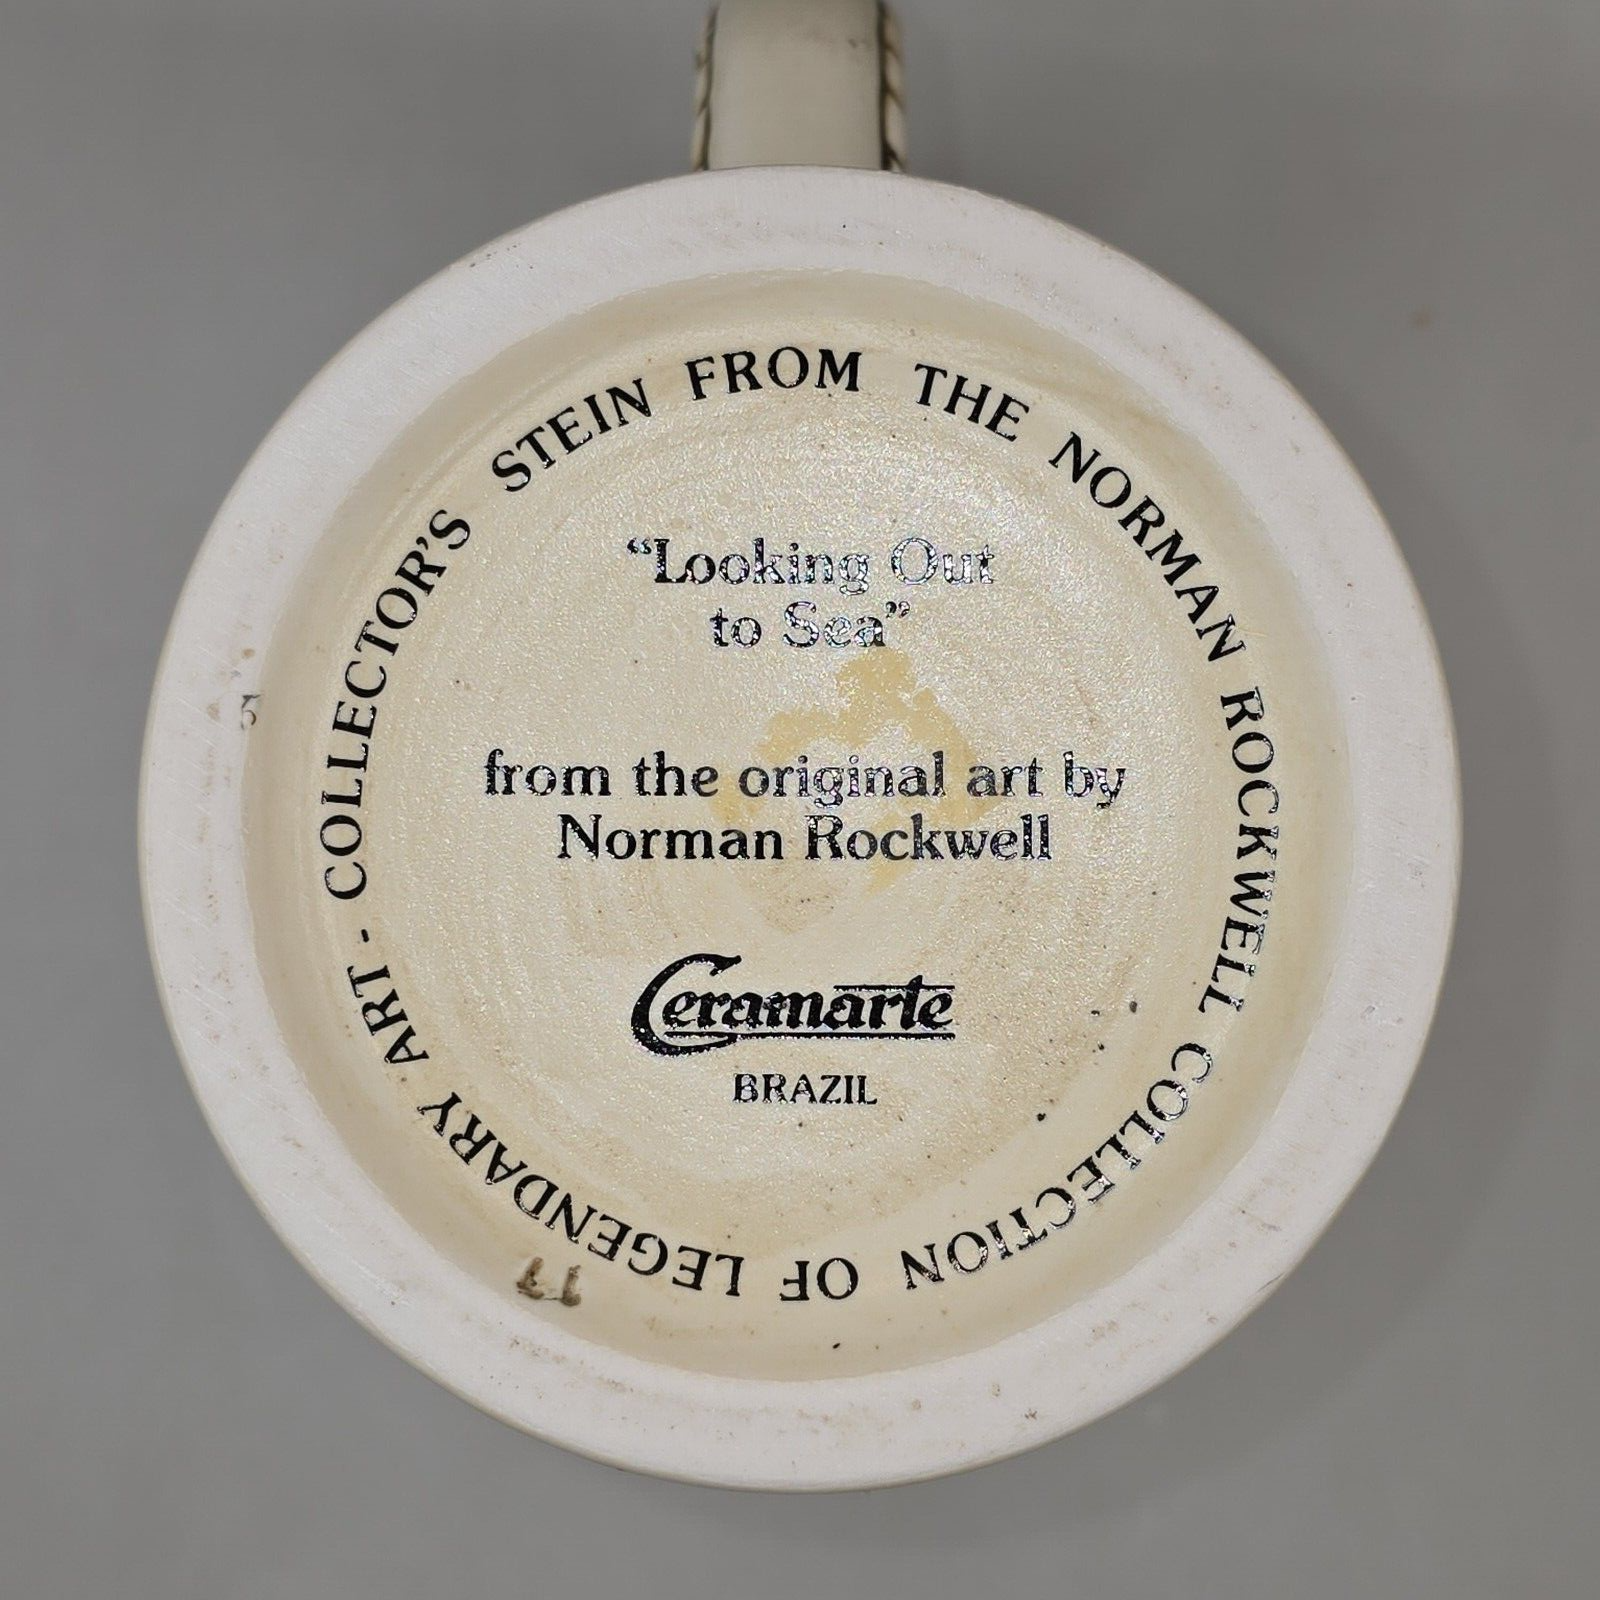 COLLECTOR'S STEIN FROM THE NORMAN ROCKWELL COLLECTION OF LEGENDARY ART -
“Looking Out
to Sea”
from the original art by
Norman Rockwell
Ceramarte
BRAZIL